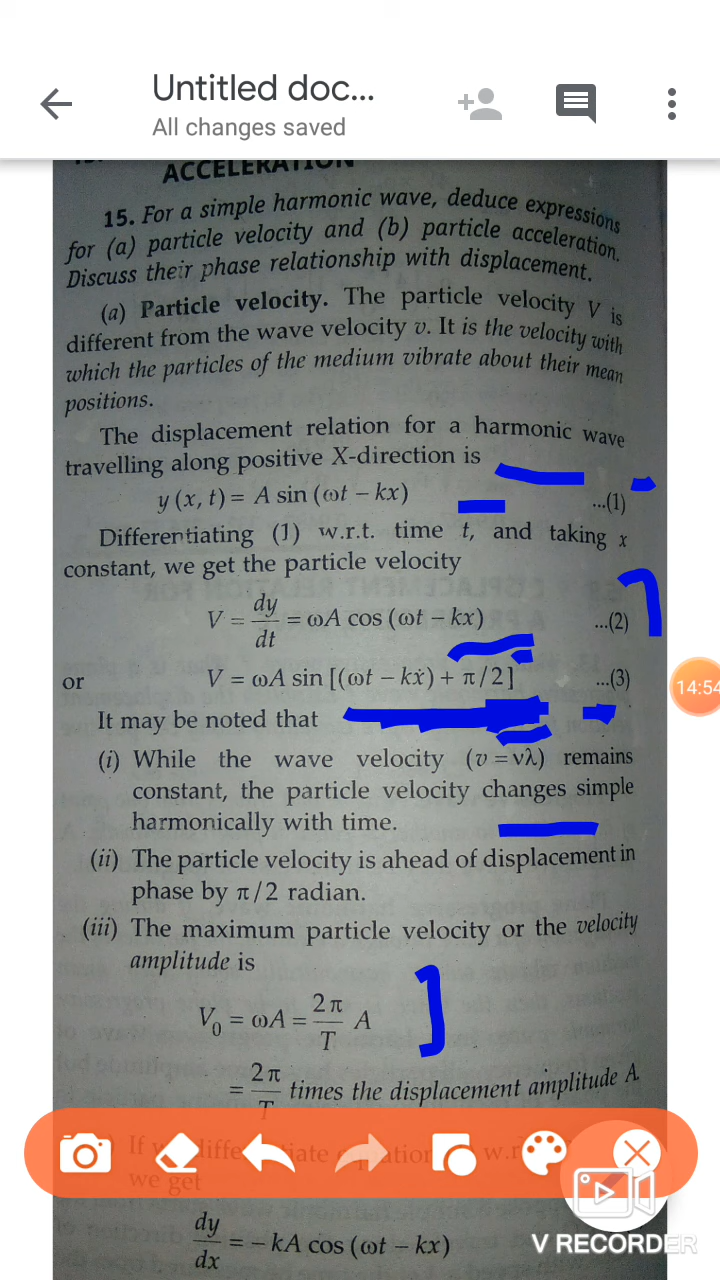 Untitled doc...
All changes saved
ACCELERATION
15. For a simple harmonic wave, deduce expressions
for (a) particle velocity and (b) particle acceleration.
Discuss their phase relationship with displacement.
(a) Particle velocity. The particle velocity V is
different from the wave velocity υ. It is the velocity with
which the particles of the medium vibrate about their mean
positions.
The displacement relation for a harmonic wave
travelling along positive X-direction is
y (x, t) = A sin (ωt – kx) ...(1)
Differentiating (1) w.r.t. time t, and taking x
constant, we get the particle velocity
V = dy/dt = ωA cos (ωt – kx) ...(2)
or V = ωA sin [(ωt – kx) + π/2] ...(3)
It may be noted that
(i) While the wave velocity (υ = νλ) remains
constant, the particle velocity changes simple
harmonically with time.
(ii) The particle velocity is ahead of displacement in
phase by π/2 radian.
(iii) The maximum particle velocity or the velocity
amplitude is
V₀ = ωA = 2π/T A
= 2π/T times the displacement amplitude A.
14:54
If we differentiate equation w.r.
we get
V RECORDER
dy/dx = – kA cos (ωt – kx)